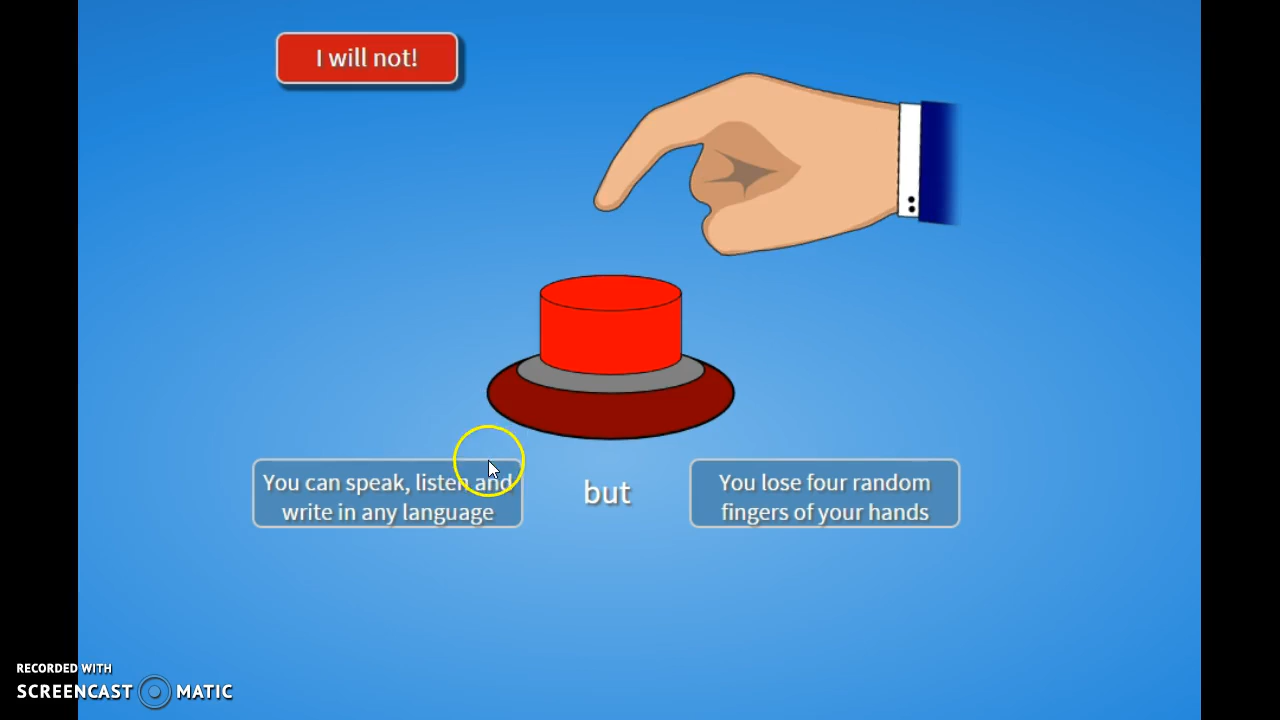 I will not!
You can speak, listen and
write in any language
but
You lose four random
fingers of your hands
RECORDED WITH
SCREENCAST MATIC